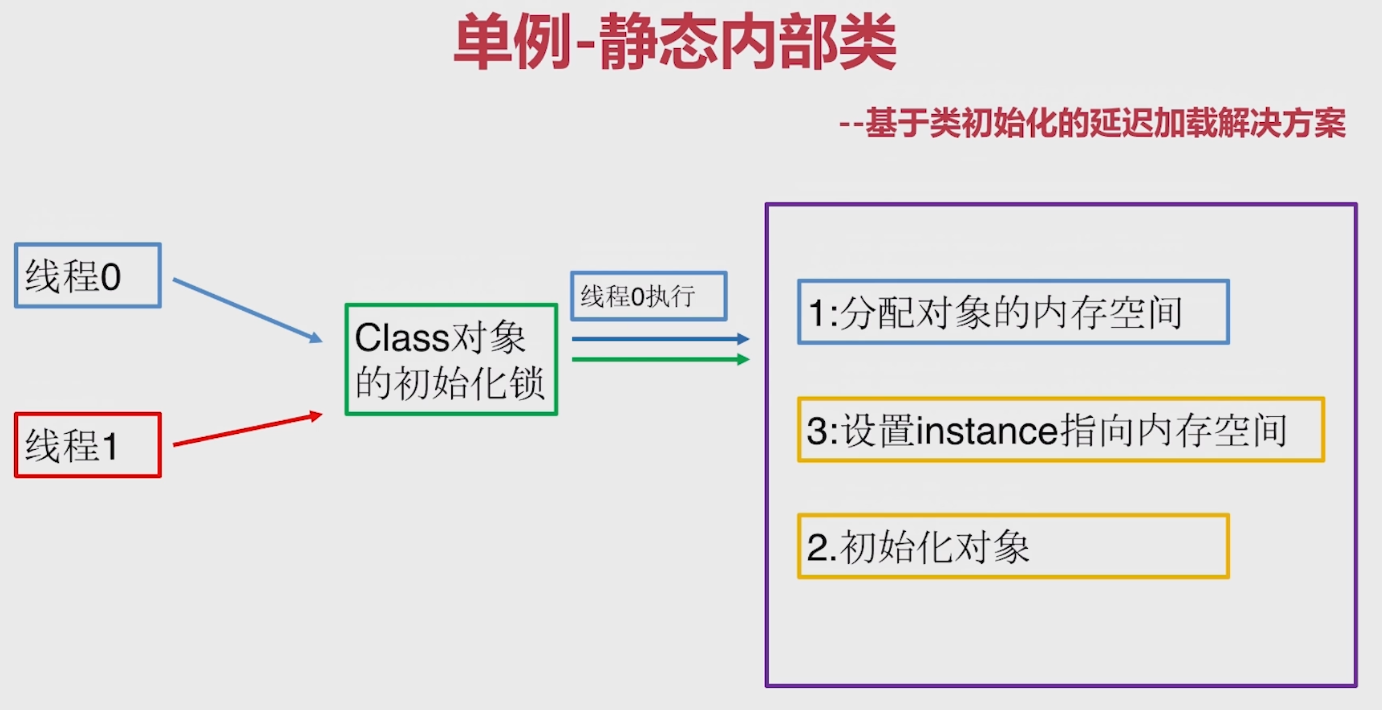 单例-静态内部类
--基于类初始化的延迟加载解决方案
线程0
线程1
Class对象
的初始化锁
线程0执行
1:分配对象的内存空间
3:设置instance指向内存空间
2.初始化对象